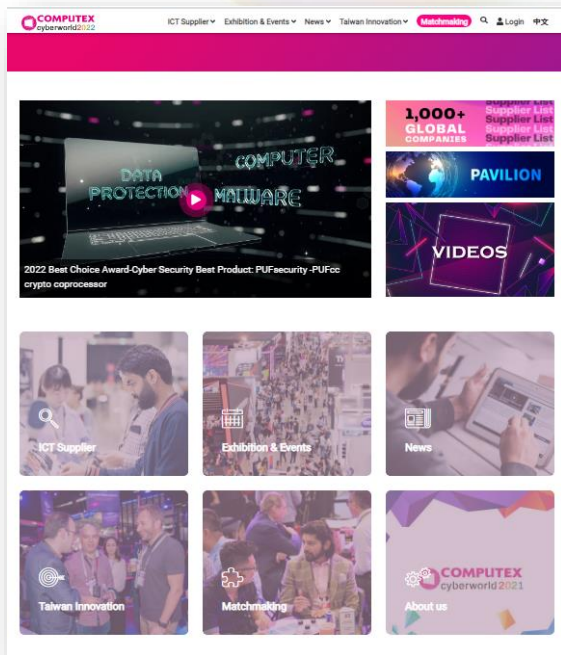 COMPUTEX
cyberworld2022
ICT Supplier Exhibition & Events News Taiwan Innovation Matchmaking Login 中文
DATA
PROTECTION
COMPUTER
MALWARE
2022 Best Choice Award-Cyber Security Best Product: PUFsecurity -PUFcc
crypto coprocessor
1,000+
GLOBAL
COMPANIES
Supplier List
Supplier List
Supplier List
Supplier List
PAVILION
VIDEOS
ICT Supplier
Exhibition & Events
News
Taiwan Innovation
Matchmaking
COMPUTEX
cyberworld2021
About us